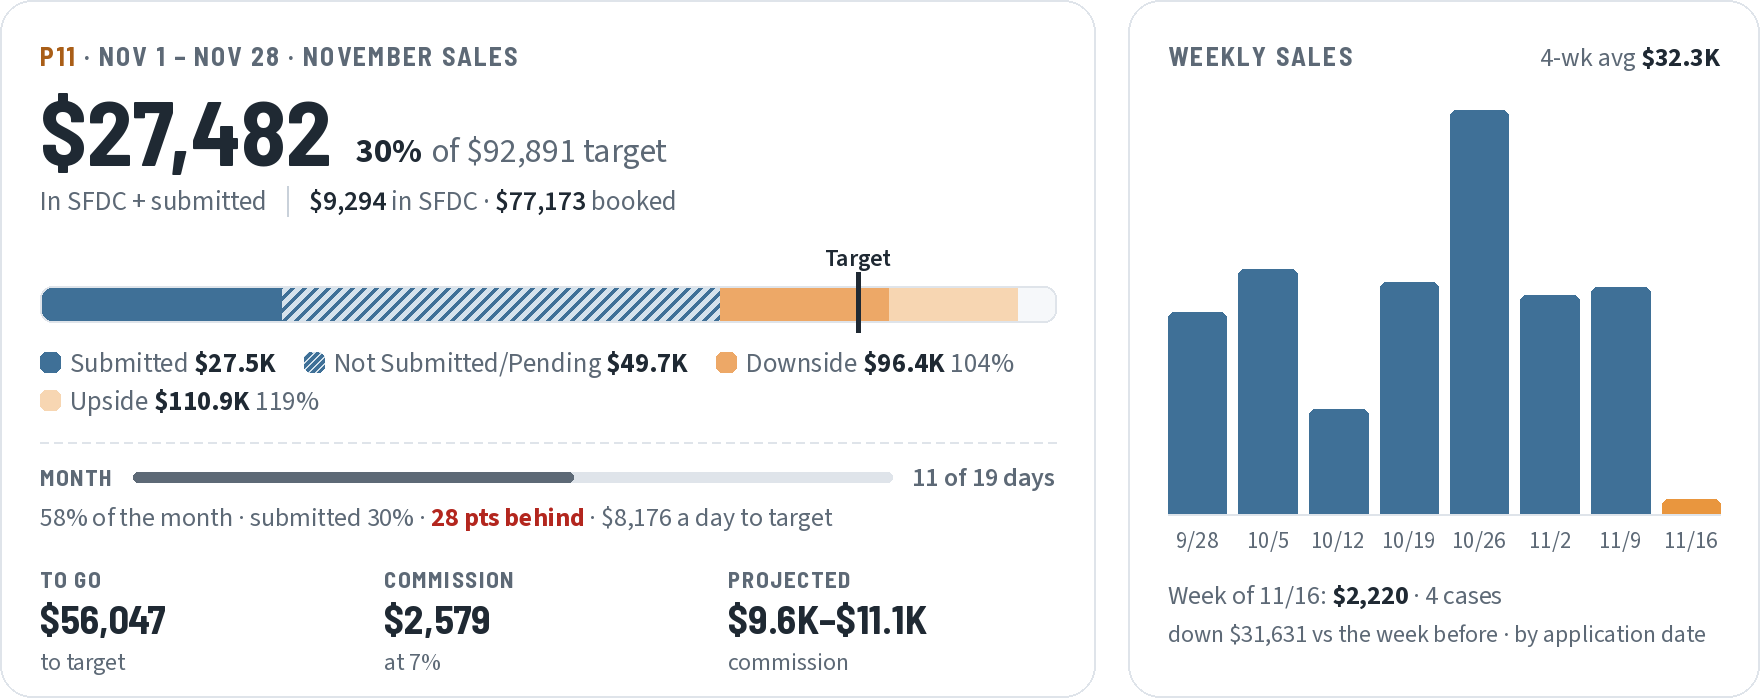 P11 · NOV 1 – NOV 28 · NOVEMBER SALES
$27,482 30% of $92,891 target
In SFDC + submitted $9,294 in SFDC · $77,173 booked
Target
Submitted $27.5K Not Submitted/Pending $49.7K Downside $96.4K 104%
Upside $110.9K 119%
MONTH 11 of 19 days
58% of the month · submitted 30% · 28 pts behind · $8,176 a day to target
TO GO COMMISSION PROJECTED
$56,047 $2,579 $9.6K–$11.1K
to target at 7% commission
WEEKLY SALES 4-wk avg $32.3K
9/28 10/5 10/12 10/19 10/26 11/2 11/9 11/16
Week of 11/16: $2,220 · 4 cases
down $31,631 vs the week before · by application date